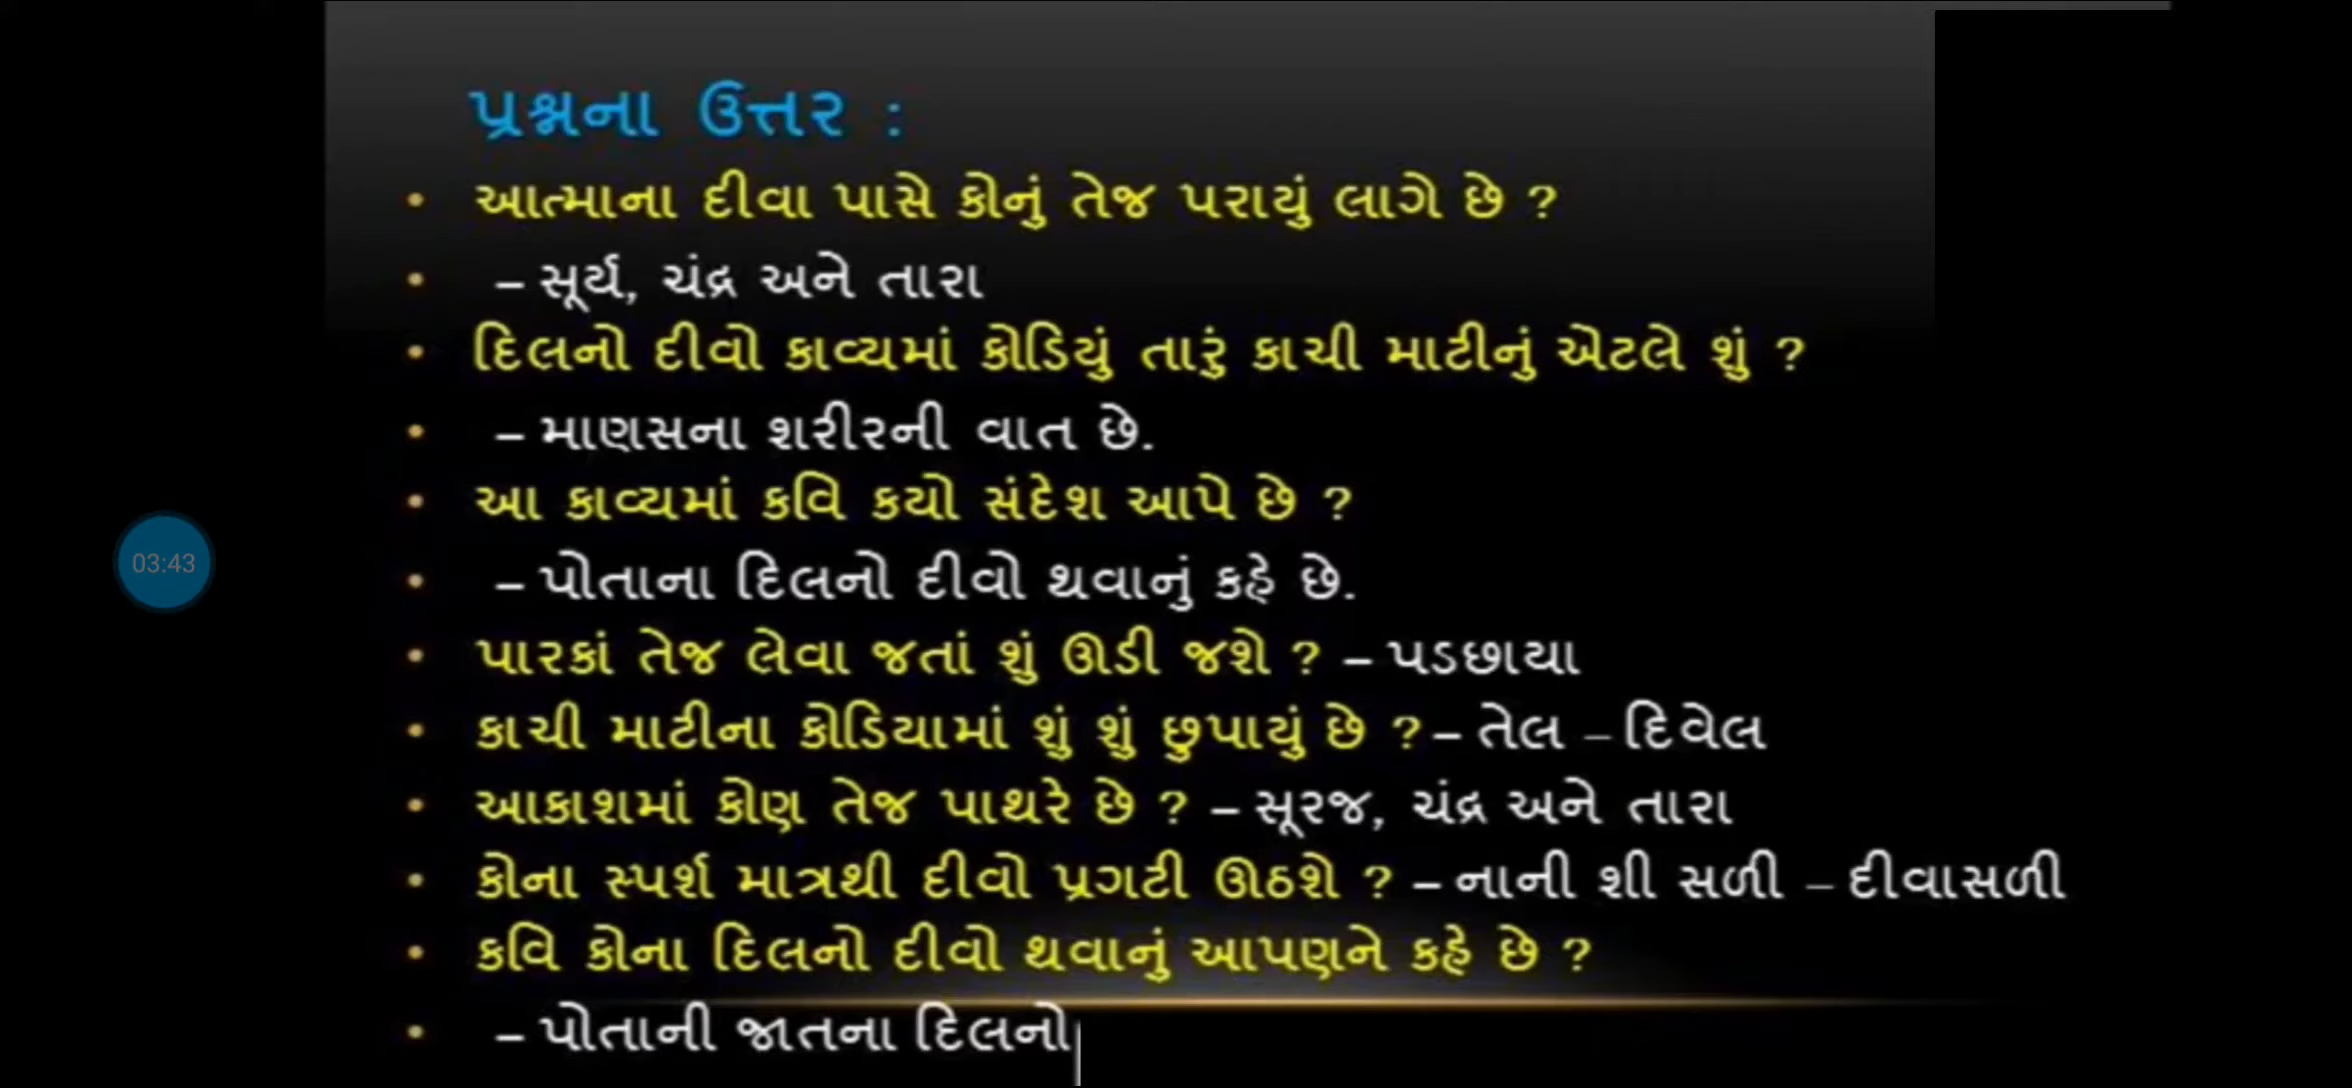 પ્રશ્નના ઉત્તર :
• આત્માના દીવા પાસે કોનું તેજ પરાયું લાગે છે ?
• – સૂર્ય, ચંદ્ર અને તારા
• દિલનો દીવો કાવ્યમાં કોડિયું તારું કાચી માટીનું એટલે શું ?
• – માણસના શરીરની વાત છે.
• આ કાવ્યમાં કવિ કયો સંદેશ આપે છે ?
• – પોતાના દિલનો દીવો થવાનું કહે છે.
03:43
• પારકાં તેજ લેવા જતાં શું ઊડી જશે ? – પડછાયા
• કાચી માટીના કોડિયામાં શું શું છુપાયું છે ? – તેલ – દિવેલ
• આકાશમાં કોણ તેજ પાથરે છે ? – સૂરજ, ચંદ્ર અને તારા
• કોના સ્પર્શ માત્રથી દીવો પ્રગટી ઊઠશે ? – નાની શી સળી – દીવાસળી
• કવિ કોના દિલનો દીવો થવાનું આપણને કહે છે ?
• – પોતાની જાતના દિલનો